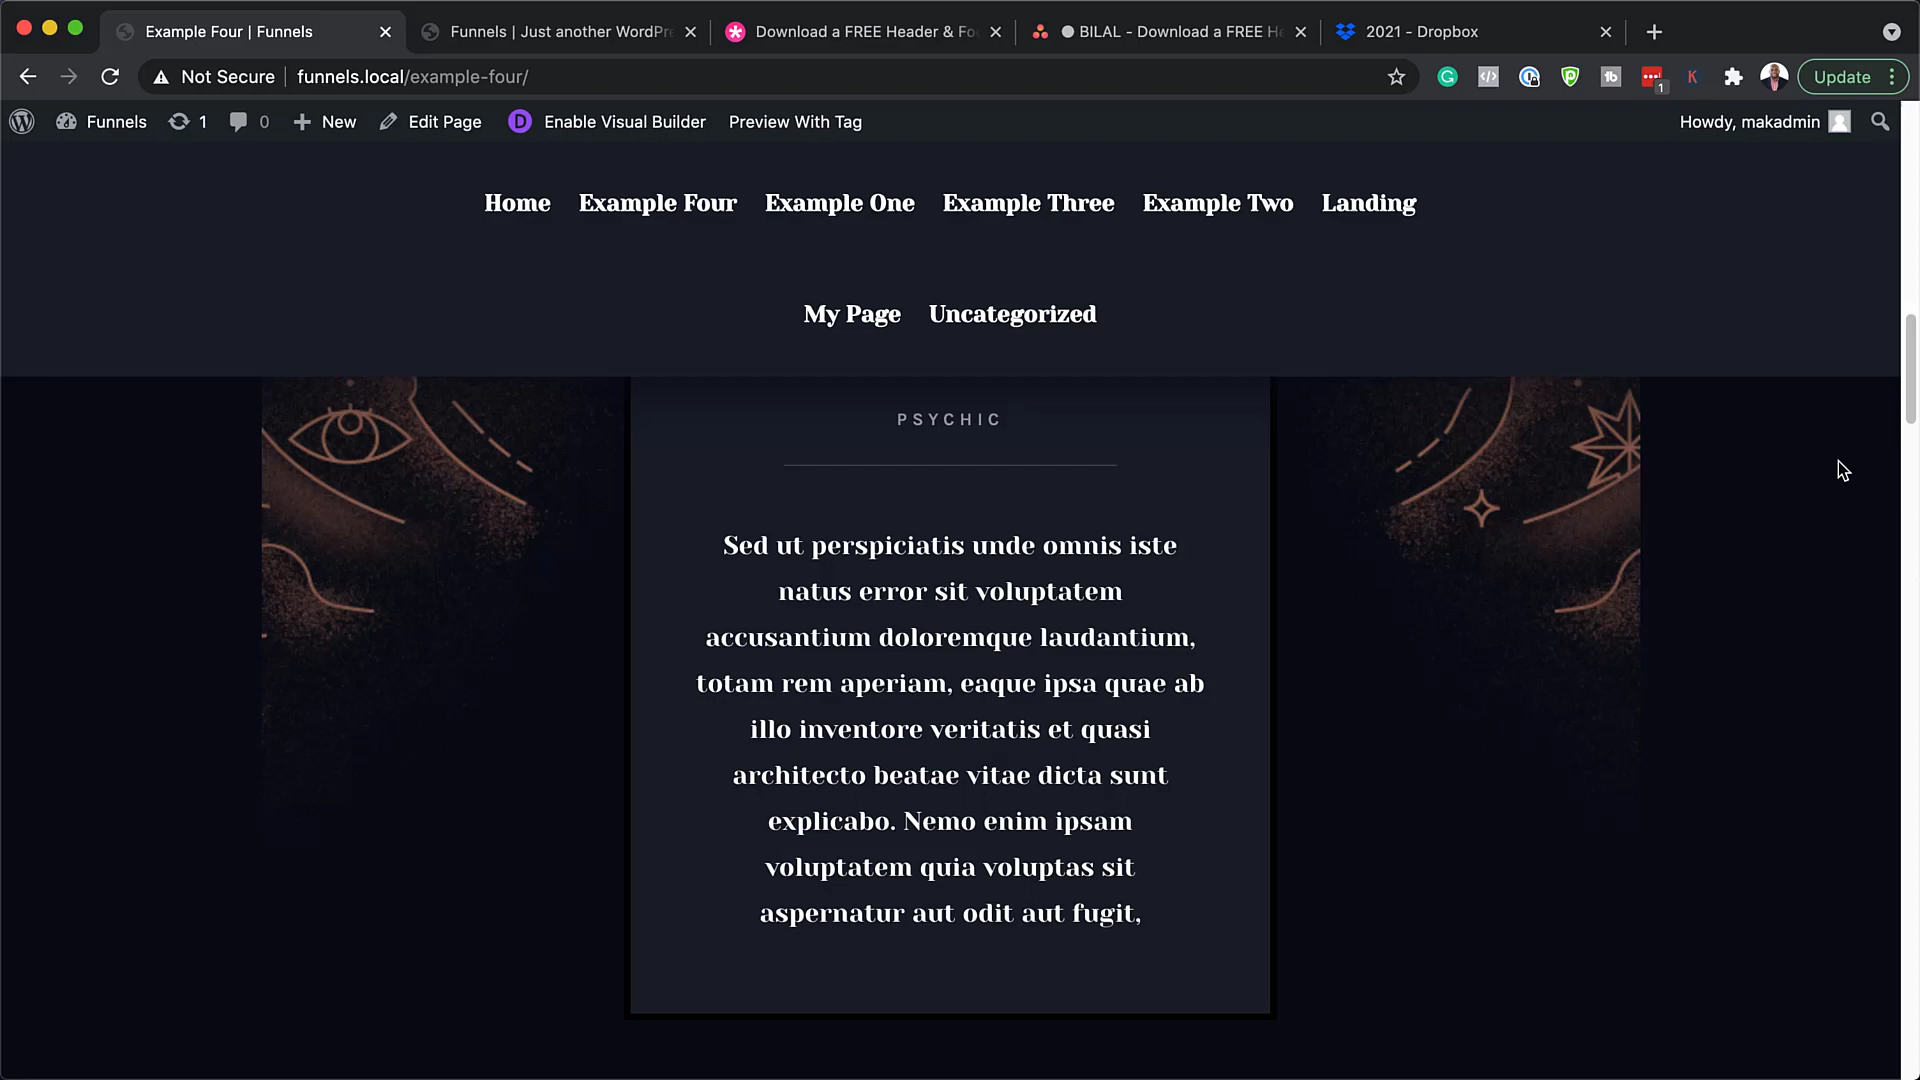 Example Four | Funnels
Funnels | Just another WordPre
Download a FREE Header & Fo
BILAL - Download a FREE He
2021 - Dropbox
Not Secure
funnels.local/example-four/
1
Update
Funnels
1
0
New
Edit Page
D
Enable Visual Builder
Preview With Tag
Howdy, makadmin
Home
Example Four
Example One
Example Three
Example Two
Landing
My Page
Uncategorized
PSYCHIC
Sed ut perspiciatis unde omnis iste
natus error sit voluptatem
accusantium doloremque laudantium,
totam rem aperiam, eaque ipsa quae ab
illo inventore veritatis et quasi
architecto beatae vitae dicta sunt
explicabo. Nemo enim ipsam
voluptatem quia voluptas sit
aspernatur aut odit aut fugit,